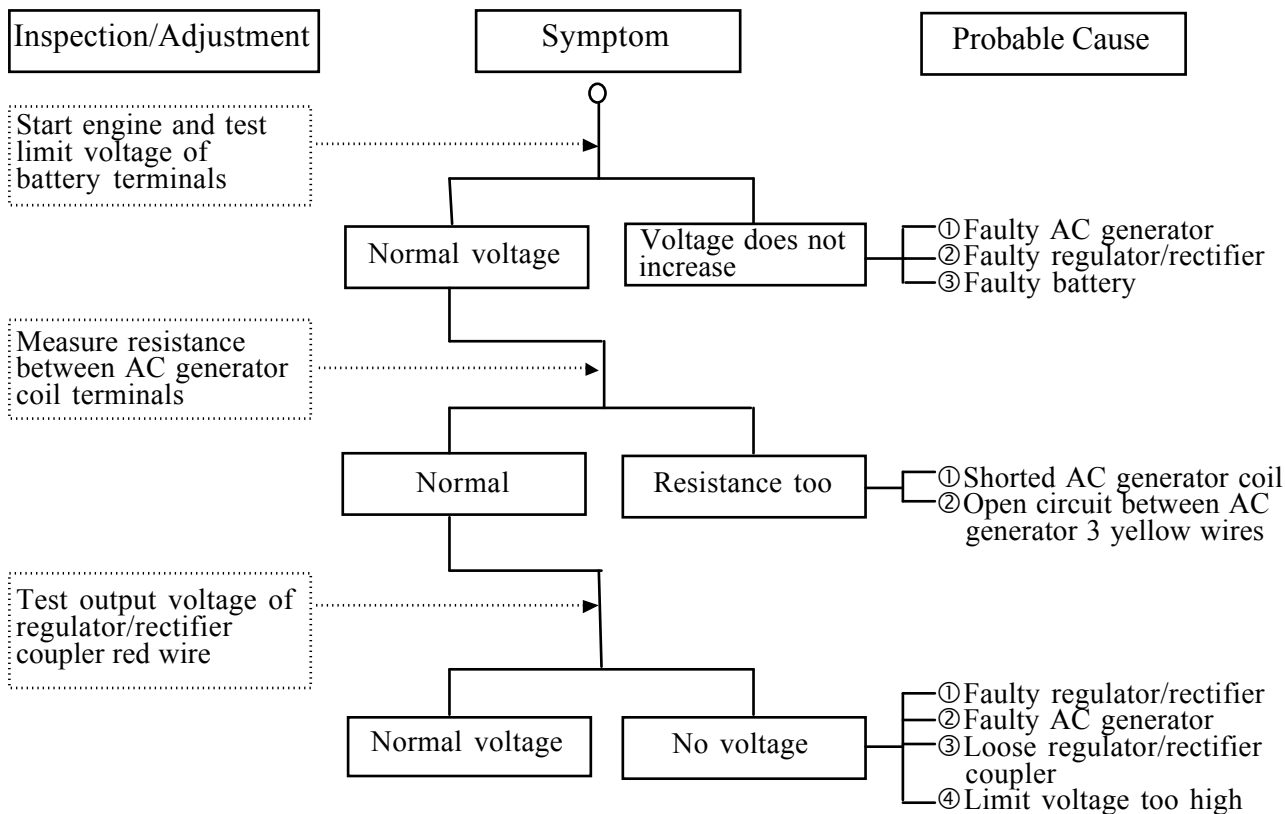 Inspection/Adjustment
Symptom
Probable Cause
Start engine and test
limit voltage of
battery terminals
Normal voltage
Voltage does not
increase
①Faulty AC generator
②Faulty regulator/rectifier
③Faulty battery
Measure resistance
between AC generator
coil terminals
Normal
Resistance too
①Shorted AC generator coil
②Open circuit between AC
generator 3 yellow wires
Test output voltage of
regulator/rectifier
coupler red wire
Normal voltage
No voltage
①Faulty regulator/rectifier
②Faulty AC generator
③Loose regulator/rectifier
coupler
④Limit voltage too high